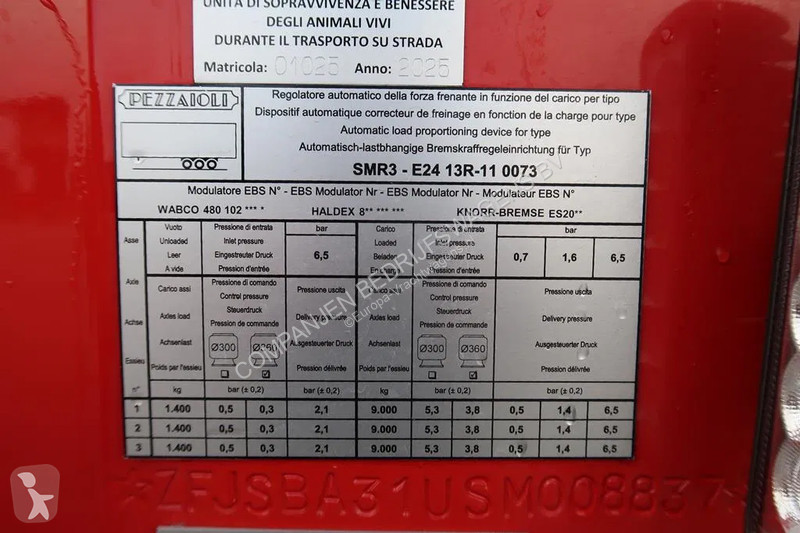 UNITÀ DI SOPRAVVIVENZA E BENESSERE
DEGLI ANIMALI VIVI
DURANTE IL TRASPORTO SU STRADA
Matricola: 01025 Anno: 2025
PEZZAIOLI
Regolatore automatico della forza frenante in funzione del carico per tipo
Dispositif automatique correcteur de freinage en fonction de la charge pour type
Automatic load proportioning device for type
Automatisch-lastbhangige Bremskraffregeleinrichtung für Typ
SMR3 - E24 13R-11 0073
Modulatore EBS N° - EBS Modulator Nr - EBS Modulator Nr - Modulateur EBS N°
WABCO 480 102 *** * HALDEX 8** *** *** KNORR-BREMSE ES20**
Asse Vuoto Pressione di entrata bar Carico Pressione di entrata bar
Unloaded Inlet pressure Loaded Inlet pressure
Leer Eingestreuter Druck 6,5 Beladen Eingestreuter Druck 0,7 1,6 6,5
A vide Pression d'entrée En charge Pression d'entrée
Axle Carico assi Pressione di comando Pressione uscita Carico assi Pressione di comando Pressione uscita
Control pressure Control pressure
Achse Axles load Steuerdruck Delivery pressure Axles load Steuerdruck Delivery pressure
Achsenlast Pression de commande Ausgesteuerter Druck Achsenlast Pression de commande Ausgesteuerter Druck
Essieu Ø300 Ø360 Ø300 Ø360
Poids par l'essieu Pression délivrée Poids par l'essieu Pression délivrée
n° kg bar (± 0,2) bar (± 0,2) kg bar (± 0,2) bar (± 0,2)
1 1.400 0,5 0,3 2,1 9.000 5,3 3,8 0,5 1,4 6,5
2 1.400 0,5 0,3 2,1 9.000 5,3 3,8 0,5 1,4 6,5
3 1.400 0,5 0,3 2,1 9.000 5,3 3,8 0,5 1,4 6,5
*ZFJSBA31USM008837*
COMPANJEN BEDRIJFSWAGENS BV
©Europa-Vrachtwagens